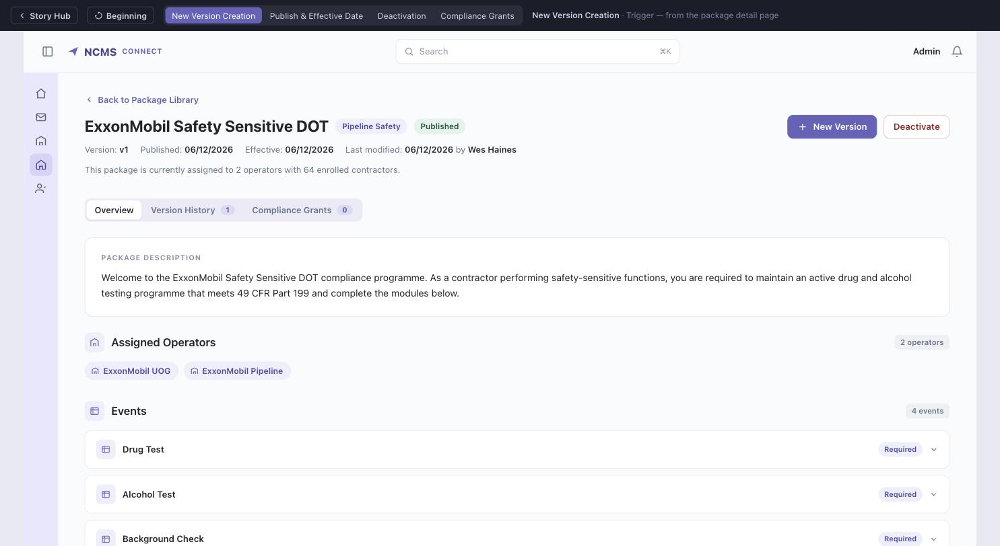 Story Hub
Beginning
New Version Creation Publish & Effective Date Deactivation Compliance Grants
New Version Creation · Trigger — from the package detail page
NCMS CONNECT
Search ⌘K
Admin
Back to Package Library
ExxonMobil Safety Sensitive DOT Pipeline Safety Published
New Version Deactivate
Version: v1 Published: 06/12/2026 Effective: 06/12/2026 Last modified: 06/12/2026 by Wes Haines
This package is currently assigned to 2 operators with 64 enrolled contractors.
Overview Version History 1 Compliance Grants 0
PACKAGE DESCRIPTION
Welcome to the ExxonMobil Safety Sensitive DOT compliance programme. As a contractor performing safety-sensitive functions, you are required to maintain an active drug and alcohol
testing programme that meets 49 CFR Part 199 and complete the modules below.
Assigned Operators 2 operators
ExxonMobil UOG ExxonMobil Pipeline
Events 4 events
Drug Test Required
Alcohol Test Required
Background Check Required